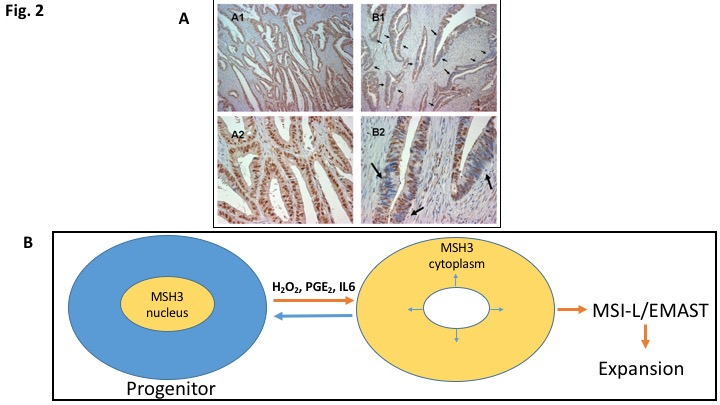 Fig. 2
A
A1
B1
A2
B2
B
MSH3
nucleus
Progenitor
H₂O₂, PGE₂, IL6
MSH3
cytoplasm
MSI-L/EMAST
Expansion